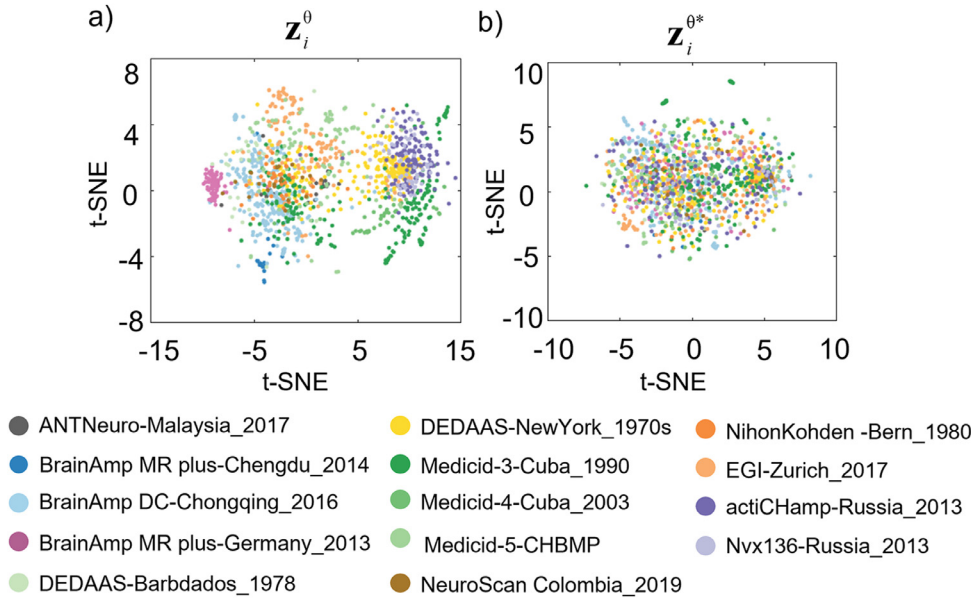 a)
z_i^θ
t-SNE
8
4
0
-4
-8
-15
-5
5
15
t-SNE
b)
z_i^θ*
t-SNE
10
5
0
-5
-10
-10
-5
0
5
10
t-SNE
ANTNeuro-Malaysia_2017
BrainAmp MR plus-Chengdu_2014
BrainAmp DC-Chongqing_2016
BrainAmp MR plus-Germany_2013
DEDAAS-Barbdados_1978
DEDAAS-NewYork_1970s
Medicid-3-Cuba_1990
Medicid-4-Cuba_2003
Medicid-5-CHBMP
NeuroScan Colombia_2019
NihonKohden -Bern_1980
EGI-Zurich_2017
actiCHamp-Russia_2013
Nvx136-Russia_2013